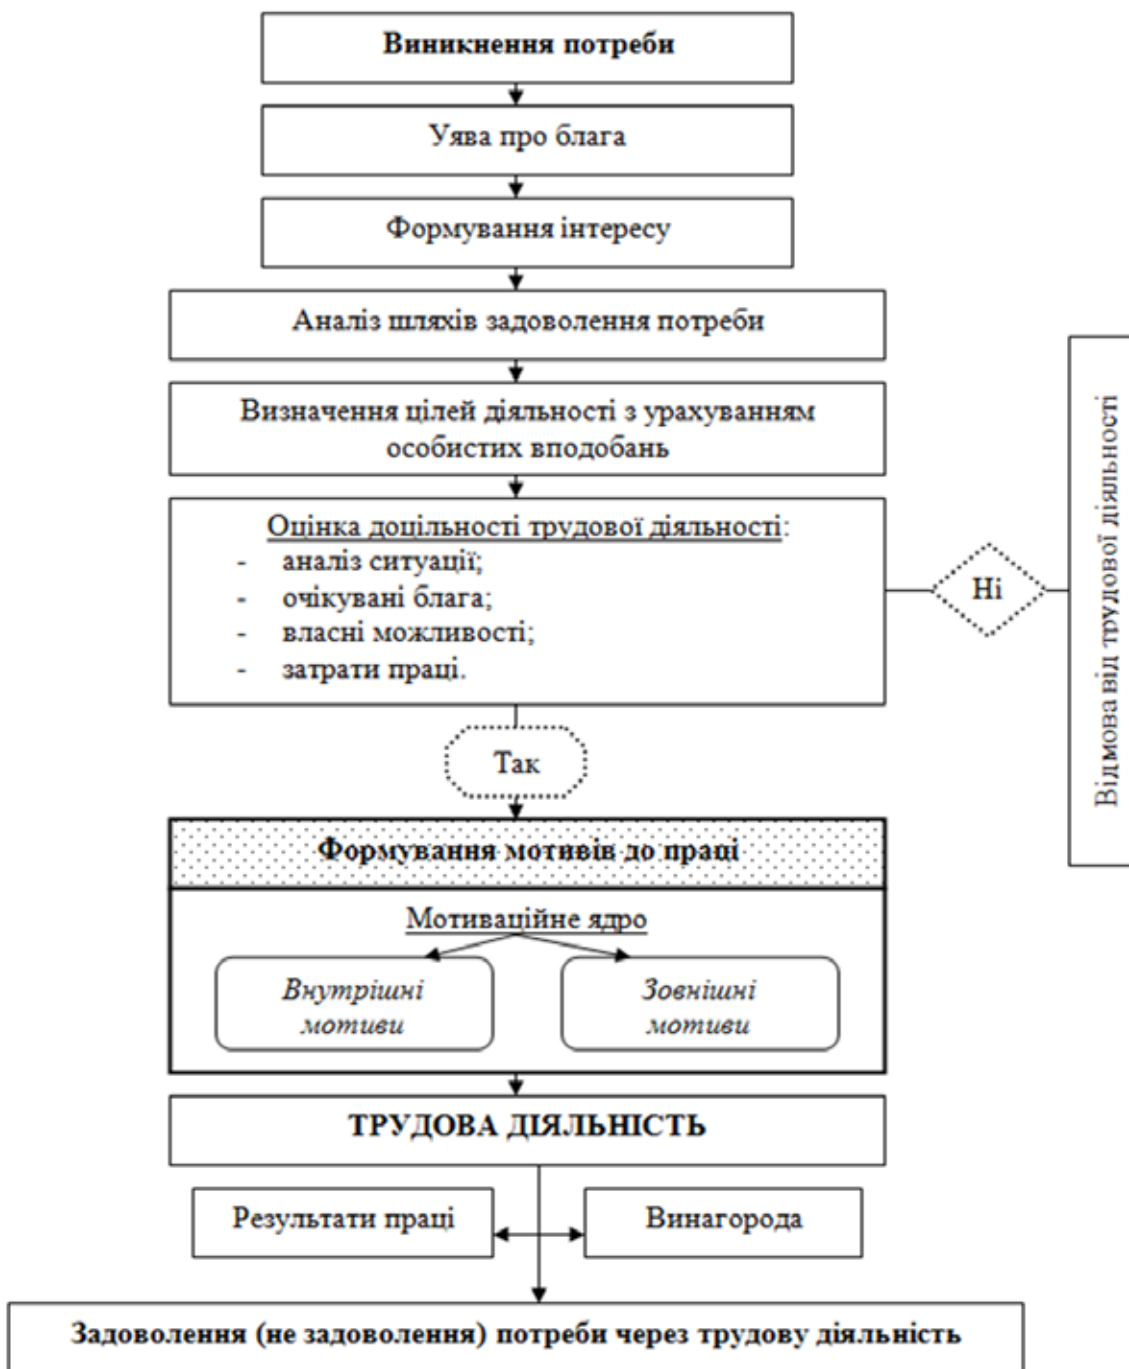 Виникнення потреби
Уява про блага
Формування інтересу
Аналіз шляхів задоволення потреби
Визначення цілей діяльності з урахуванням
особистих вподобань
Оцінка доцільності трудової діяльності:
- аналіз ситуації;
- очікувані блага;
- власні можливості;
- затрати праці.
Ні
Відмова від трудової діяльності
Так
Формування мотивів до праці
Мотиваційне ядро
Внутрішні
мотиви
Зовнішні
мотиви
ТРУДОВА ДІЯЛЬНІСТЬ
Результати праці
Винагорода
Задоволення (не задоволення) потреби через трудову діяльність